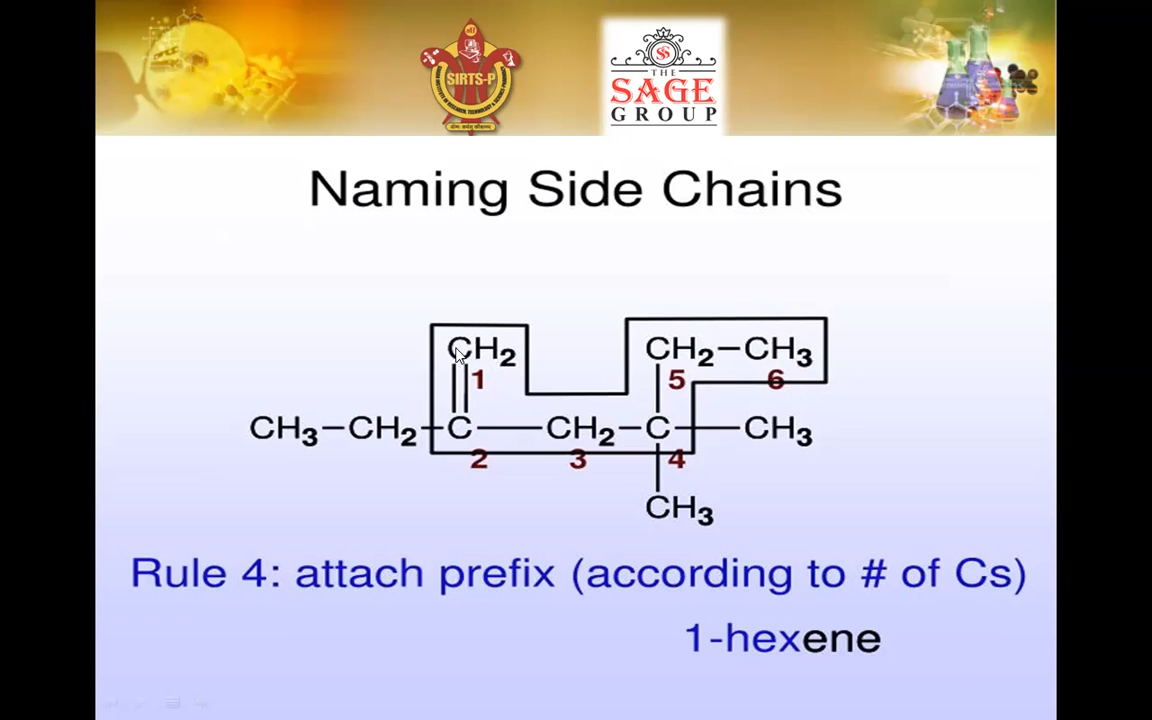 SIRTS-P
THE
SAGE
GROUP
Naming Side Chains
CH2 CH2–CH3
1 5 6
CH3–CH2–C–CH2–C–CH3
2 3 4
CH3
Rule 4: attach prefix (according to # of Cs)
1-hexene